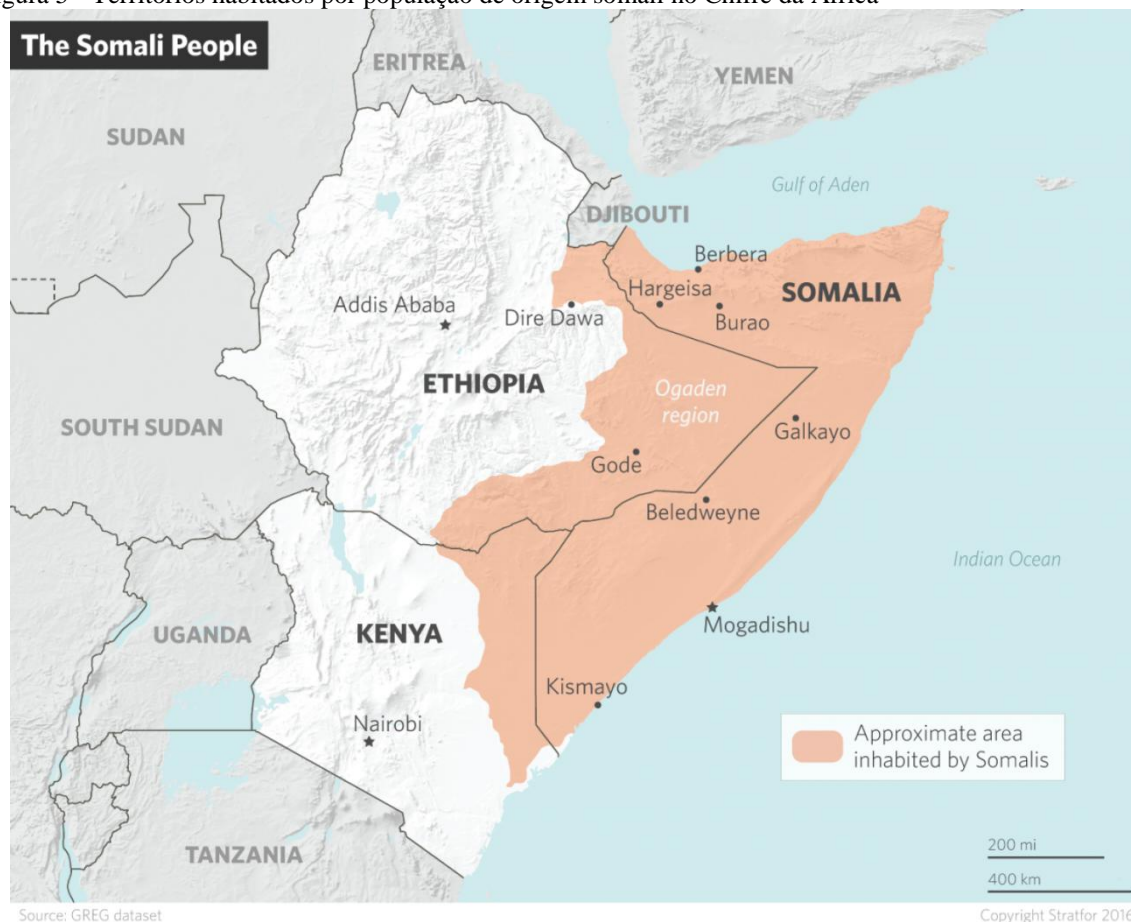 gura 3 – Territórios habitados por população de origem somali no Chifre da África
The Somali People
ERITREA
YEMEN
SUDAN
Gulf of Aden
DJIBOUTI
Berbera
Hargeisa
SOMALIA
Addis Ababa
Dire Dawa
Burao
ETHIOPIA
Ogaden
region
SOUTH SUDAN
Galkayo
Gode
Beledweyne
Indian Ocean
UGANDA
KENYA
Mogadishu
Kismayo
Nairobi
Approximate area
inhabited by Somalis
TANZANIA
200 mi
400 km
Source: GREG dataset
Copyright Stratfor 2016